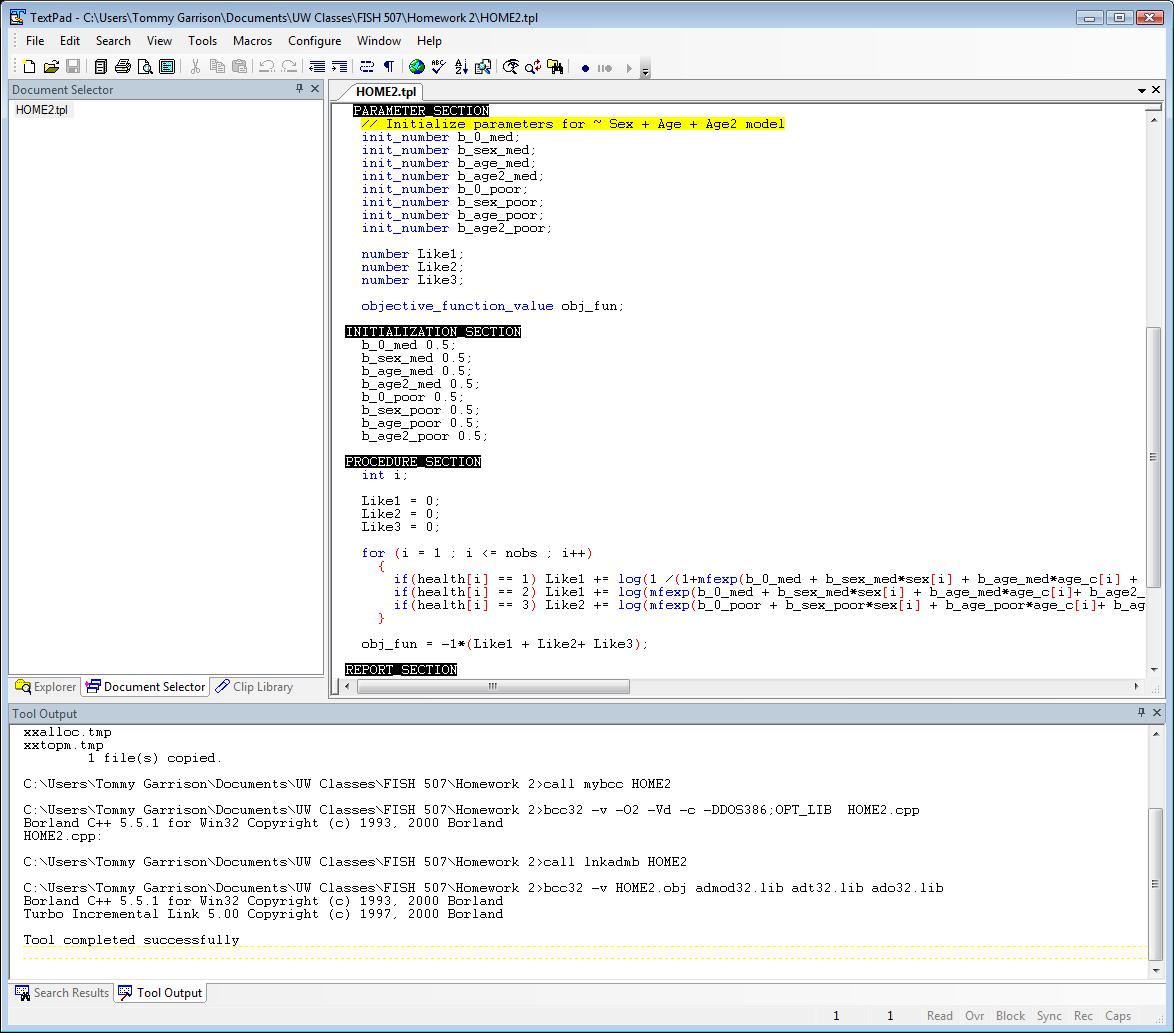 TextPad - C:\Users\Tommy Garrison\Documents\UW Classes\FISH 507\Homework 2\HOME2.tpl
File Edit Search View Tools Macros Configure Window Help
Document Selector
HOME2.tpl
HOME2.tpl
PARAMETER_SECTION
// Initialize parameters for ~ Sex + Age + Age2 model
init_number b_0_med;
init_number b_sex_med;
init_number b_age_med;
init_number b_age2_med;
init_number b_0_poor;
init_number b_sex_poor;
init_number b_age_poor;
init_number b_age2_poor;
number Like1;
number Like2;
number Like3;
objective_function_value obj_fun;
INITIALIZATION_SECTION
b_0_med 0.5;
b_sex_med 0.5;
b_age_med 0.5;
b_age2_med 0.5;
b_0_poor 0.5;
b_sex_poor 0.5;
b_age_poor 0.5;
b_age2_poor 0.5;
PROCEDURE_SECTION
int i;
Like1 = 0;
Like2 = 0;
Like3 = 0;
for (i = 1 ; i <= nobs ; i++)
{
if(health[i] == 1) Like1 += log(1 /(1+mfexp(b_0_med + b_sex_med*sex[i] + b_age_med*age_c[i] +
if(health[i] == 2) Like1 += log(mfexp(b_0_med + b_sex_med*sex[i] + b_age_med*age_c[i]+ b_age2_
if(health[i] == 3) Like2 += log(mfexp(b_0_poor + b_sex_poor*sex[i] + b_age_poor*age_c[i]+ b_ag
}
obj_fun = -1*(Like1 + Like2+ Like3);
REPORT_SECTION
Explorer Document Selector Clip Library
Tool Output
xxalloc.tmp
xxtopm.tmp
1 file(s) copied.
C:\Users\Tommy Garrison\Documents\UW Classes\FISH 507\Homework 2>call mybcc HOME2
C:\Users\Tommy Garrison\Documents\UW Classes\FISH 507\Homework 2>bcc32 -v -O2 -Vd -c -DDOS386;OPT_LIB HOME2.cpp
Borland C++ 5.5.1 for Win32 Copyright (c) 1993, 2000 Borland
HOME2.cpp:
C:\Users\Tommy Garrison\Documents\UW Classes\FISH 507\Homework 2>call lnkadmb HOME2
C:\Users\Tommy Garrison\Documents\UW Classes\FISH 507\Homework 2>bcc32 -v HOME2.obj admod32.lib adt32.lib ado32.lib
Borland C++ 5.5.1 for Win32 Copyright (c) 1993, 2000 Borland
Turbo Incremental Link 5.00 Copyright (c) 1997, 2000 Borland
Tool completed successfully
Search Results Tool Output
1 1 Read Ovr Block Sync Rec Caps